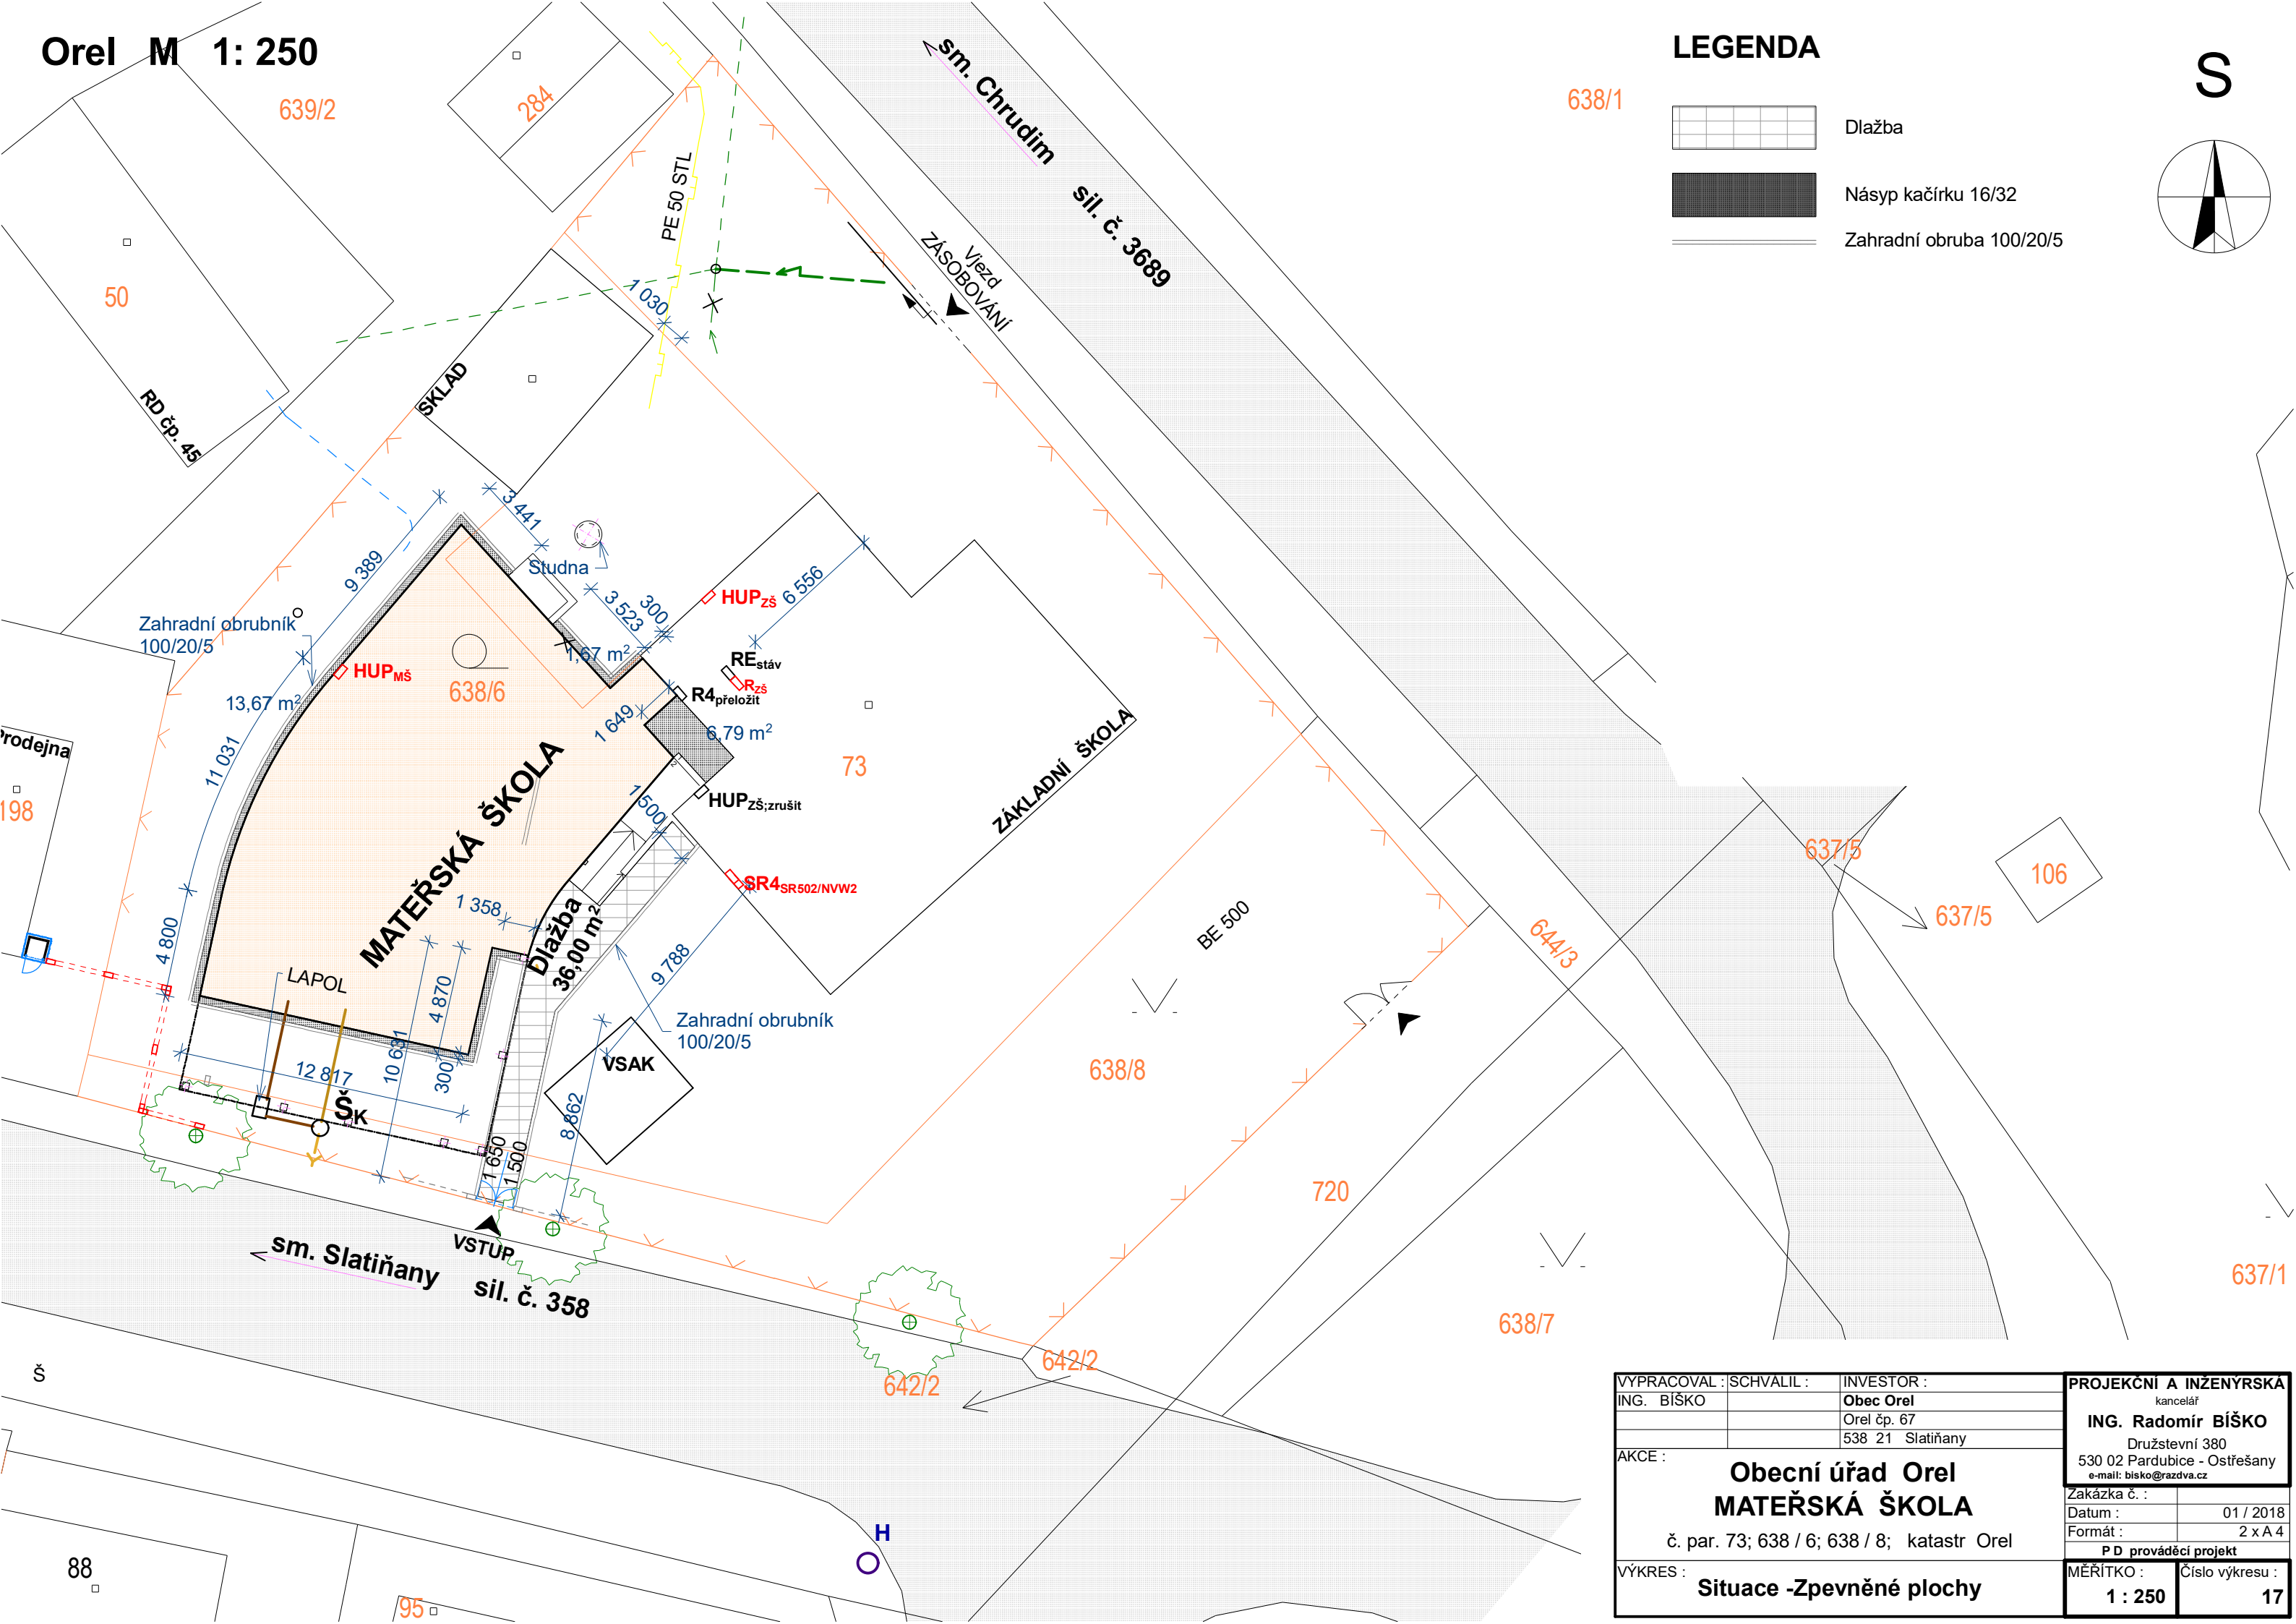 Orel M 1: 250
639/2
284
50
RD čp. 45
SKLAD
PE 50 STL
1 030
sm. Chrudim sil. č. 3689
Vjezd
ZÁSOBOVÁNÍ
638/1
LEGENDA
Dlažba
Násyp kačírku 16/32
Zahradní obruba 100/20/5
S
3 441
Studna
9 389
Zahradní obrubník
100/20/5
HUPMŠ
638/6
13,67 m²
11 031
4 800
3 523
300
1,67 m²
HUPZŠ
6 556
REstáv
RZŠ
R4přeložit
1 649
6,79 m²
73
HUPZŠ;zrušit
1 500
MATEŘSKÁ ŠKOLA
ZÁKLADNÍ ŠKOLA
SR4SR502/NVW2
Prodejna
198
1 358
Dlažba
36,00 m²
9 788
LAPOL
4 870
10 631
300
12 817
ŠK
Zahradní obrubník
100/20/5
VSAK
8 862
1 650
1 500
VSTUP
sm. Slatiňany sil. č. 358
BE 500
638/8
720
644/3
637/5
637/5
106
637/1
638/7
642/2
642/2
Š
H
88
95
VYPRACOVAL : SCHVÁLIL : INVESTOR :
ING. BÍŠKO Obec Orel
Orel čp. 67
538 21 Slatiňany
AKCE :
Obecní úřad Orel
MATEŘSKÁ ŠKOLA
č. par. 73; 638 / 6; 638 / 8; katastr Orel
VÝKRES :
Situace -Zpevněné plochy
PROJEKČNÍ A INŽENÝRSKÁ
kancelář
ING. Radomír BÍŠKO
Družstevní 380
530 02 Pardubice - Ostřešany
e-mail: bisko@razdva.cz
Zakázka č. :
Datum : 01 / 2018
Formát : 2 x A 4
P D prováděcí projekt
MĚŘÍTKO : Číslo výkresu :
1 : 250 17